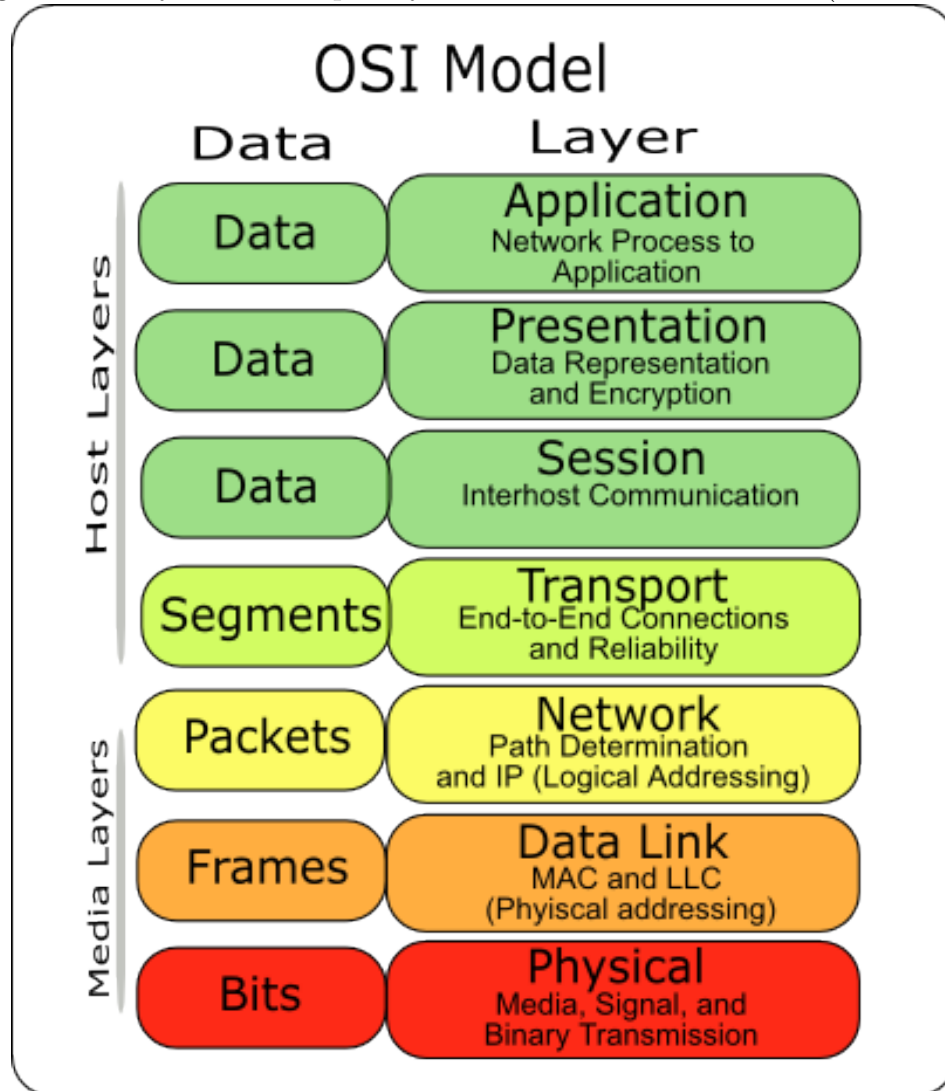 OSI Model
Data Layer
Host Layers
Data
Application
Network Process to
Application
Data
Presentation
Data Representation
and Encryption
Data
Session
Interhost Communication
Segments
Transport
End-to-End Connections
and Reliability
Media Layers
Packets
Network
Path Determination
and IP (Logical Addressing)
Frames
Data Link
MAC and LLC
(Phyiscal addressing)
Bits
Physical
Media, Signal, and
Binary Transmission